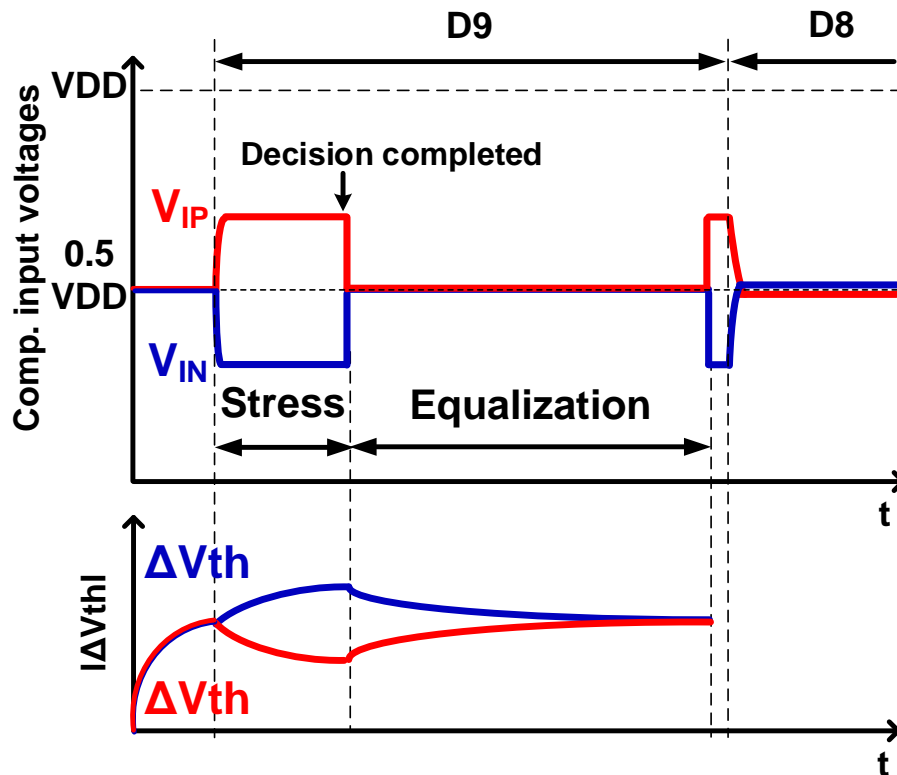 D9
D8
VDD
Decision completed
VIP
0.5
VDD
VIN
Comp. input voltages
Stress
Equalization
t
ΔVth
|ΔVth|
ΔVth
t